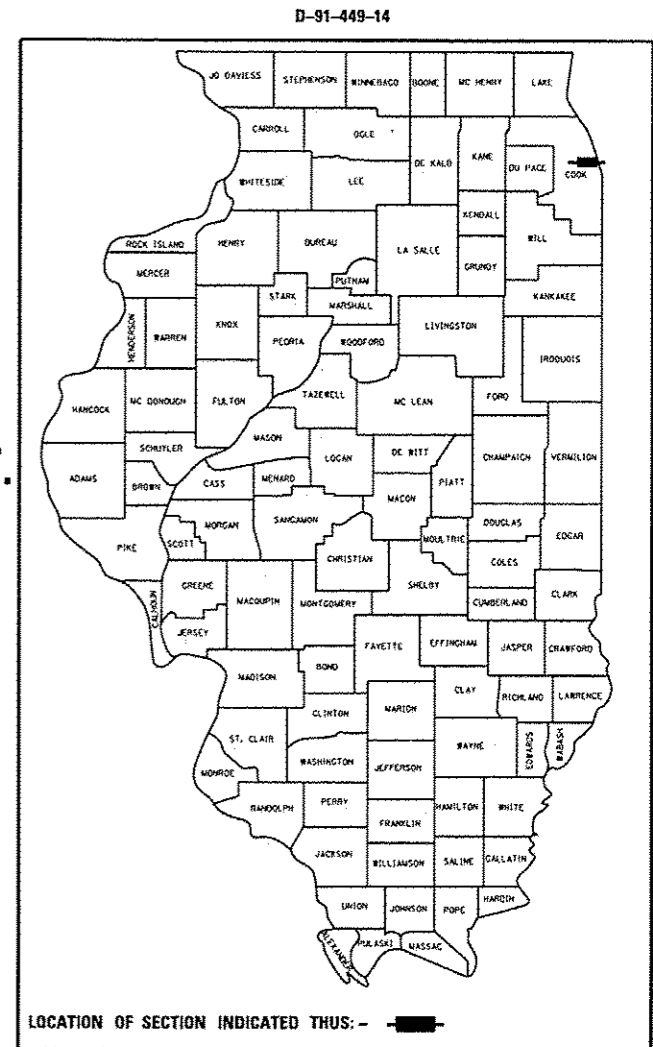 D-91-449-14
JO DAVIESS STEPHENSON WINNEBAGO BOONE MC HENRY LAKE
CARROLL OGLE
DE KALB KANE DU PAGE COOK
WHITESIDE LEE
KENDALL
ROCK ISLAND HENRY BUREAU LA SALLE WILL
MERCER PUTNAM GRUNDY
STARK MARSHALL KANKAKEE
HENDERSON WARREN KNOX PEORIA WOODFORD LIVINGSTON IROQUOIS
TAZEWELL
HANCOCK MC DONOUGH FULTON MC LEAN FORD
MASON
SCHUYLER LOGAN DE WITT CHAMPAIGN VERMILION
ADAMS BROWN CASS MENARD PIATT
MACON
MORGAN SANGAMON DOUGLAS
PIKE SCOTT CHRISTIAN MOULTRIE EDGAR
COLES
GREENE SHELBY
CALHOUN MACOUPIN MONTGOMERY CUMBERLAND CLARK
JERSEY
FAYETTE EFFINGHAM JASPER CRAWFORD
MADISON BOND
CLAY RICHLAND LAWRENCE
CLINTON MARION
ST. CLAIR WAYNE EDWARDS WABASH
WASHINGTON JEFFERSON
MONROE
RANDOLPH PERRY HAMILTON WHITE
FRANKLIN
JACKSON WILLIAMSON SALINE GALLATIN
HARDIN
UNION JOHNSON POPE
ALEXANDER PULASKI MASSAC
LOCATION OF SECTION INDICATED THUS: -